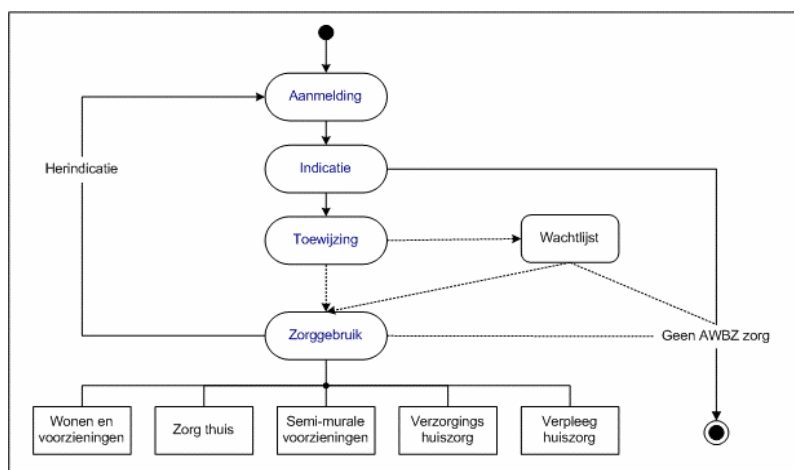 Aanmelding
Herindicatie
Indicatie
Toewijzing
Wachtlijst
Zorggebruik
Geen AWBZ zorg
Wonen en
voorzieningen
Zorg thuis
Semi-murale
voorzieningen
Verzorgings
huiszorg
Verpleeg
huiszorg